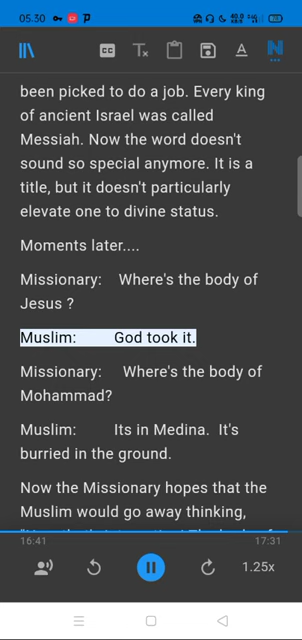 05.30
CC
been picked to do a job. Every king
of ancient Israel was called
Messiah. Now the word doesn't
sound so special anymore. It is a
title, but it doesn't particularly
elevate one to divine status.
Moments later....
Missionary: Where's the body of
Jesus ?
Muslim: God took it.
Missionary: Where's the body of
Mohammad?
Muslim: Its in Medina. It's
burried in the ground.
Now the Missionary hopes that the
Muslim would go away thinking,
16:41 17:31
1.25x